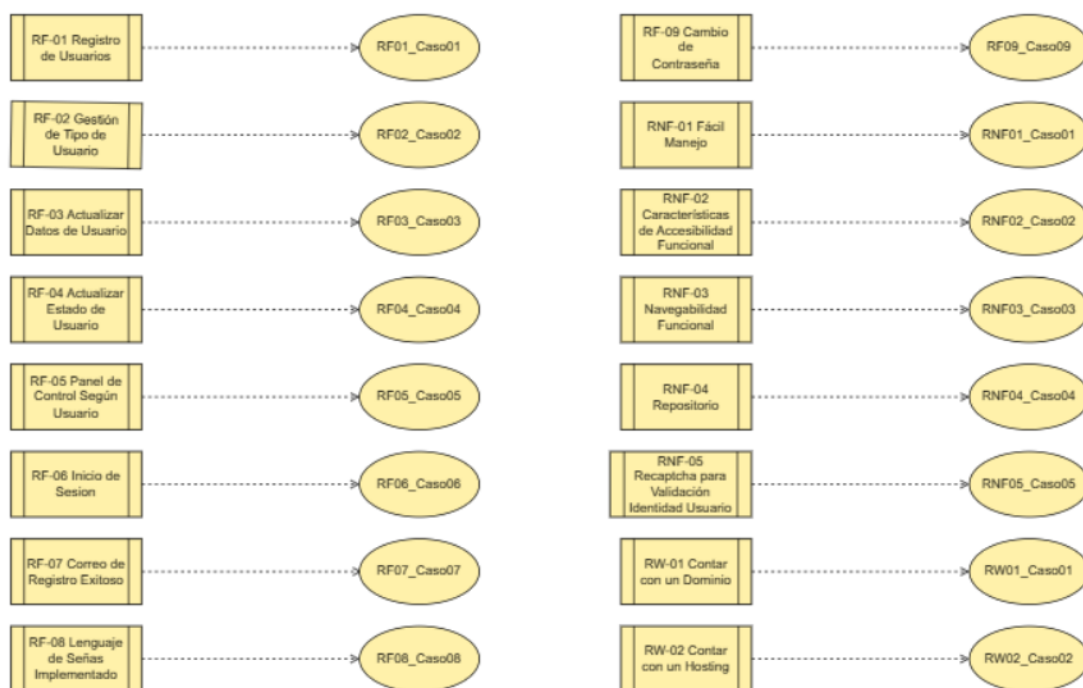 RF-01 Registro
de Usuarios
RF01_Caso01
RF-02 Gestión
de Tipo de
Usuario
RF02_Caso02
RF-03 Actualizar
Datos de Usuario
RF03_Caso03
RF-04 Actualizar
Estado de
Usuario
RF04_Caso04
RF-05 Panel de
Control Según
Usuario
RF05_Caso05
RF-06 Inicio de
Sesion
RF06_Caso06
RF-07 Correo de
Registro Exitoso
RF07_Caso07
RF-08 Lenguaje
de Señas
Implementado
RF08_Caso08
RF-09 Cambio
de
Contraseña
RF09_Caso09
RNF-01 Fácil
Manejo
RNF01_Caso01
RNF-02
Características
de Accesibilidad
Funcional
RNF02_Caso02
RNF-03
Navegabilidad
Funcional
RNF03_Caso03
RNF-04
Repositorio
RNF04_Caso04
RNF-05
Recaptcha para
Validación
Identidad Usuario
RNF05_Caso05
RW-01 Contar
con un Dominio
RW01_Caso01
RW-02 Contar
con un Hosting
RW02_Caso02